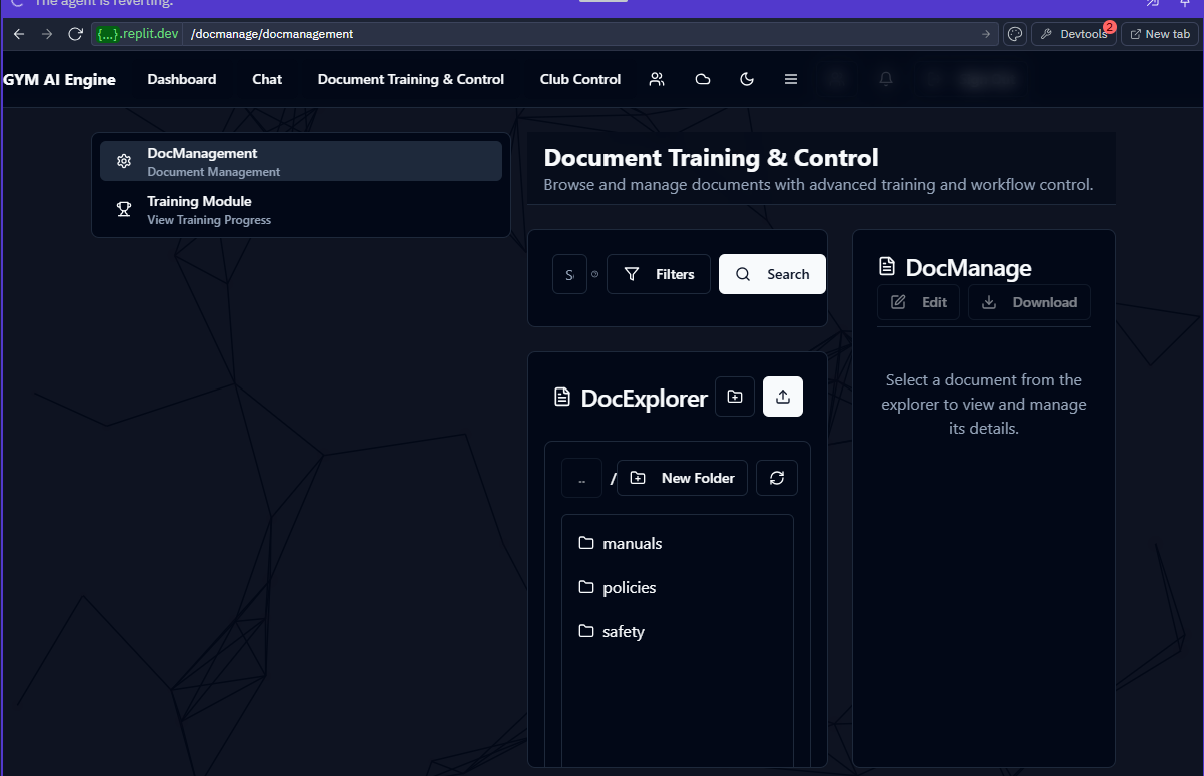 The agent is reverting.
{...}.replit.dev /docmanage/docmanagement
Devtools 2
New tab
GYM AI Engine
Dashboard
Chat
Document Training & Control
Club Control
DocManagement
Document Management
Training Module
View Training Progress
Document Training & Control
Browse and manage documents with advanced training and workflow control.
Filters
Search
DocExplorer
.. /
New Folder
manuals
policies
safety
DocManage
Edit
Download
Select a document from the
explorer to view and manage
its details.